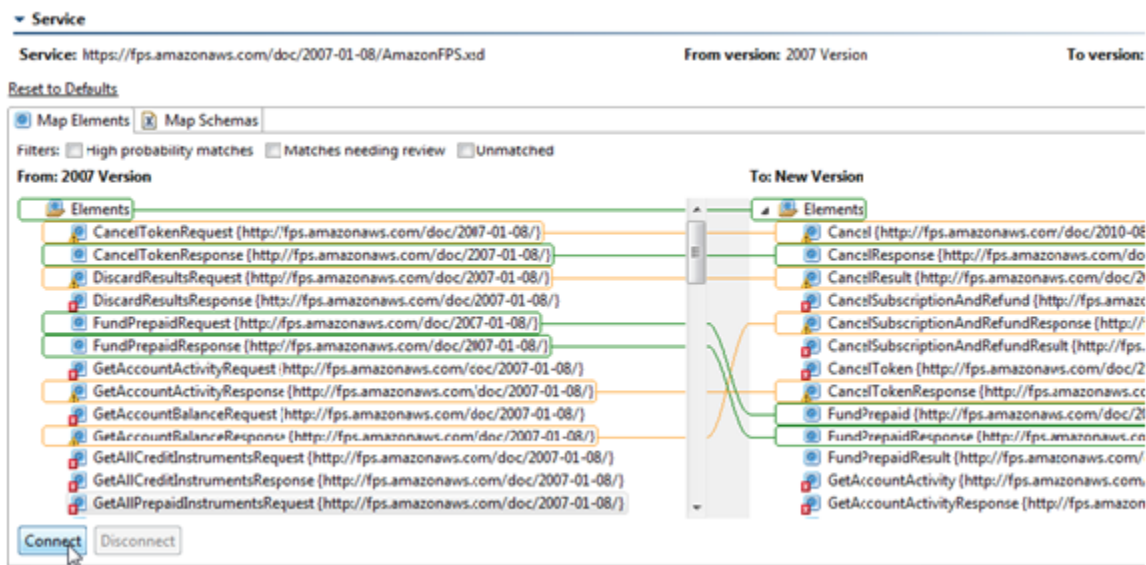 Service
Service: https://fps.amazonaws.com/doc/2007-01-08/AmazonFPS.xsd From version: 2007 Version To version:
Reset to Defaults
Map Elements Map Schemas
Filters: High probability matches Matches needing review Unmatched
From: 2007 Version To: New Version
Elements Elements
CancelTokenRequest {http://fps.amazonaws.com/doc/2007-01-08/} Cancel {http://fps.amazonaws.com/doc/2010-08
CancelTokenResponse {http://fps.amazonaws.com/doc/2007-01-08/} CancelResponse {http://fps.amazonaws.com/do
DiscardResultsRequest {http://fps.amazonaws.com/doc/2007-01-08/} CancelResult {http://fps.amazonaws.com/doc/2
DiscardResultsResponse {http://fps.amazonaws.com/doc/2007-01-08/} CancelSubscriptionAndRefund {http://fps.amazo
FundPrepaidRequest {http://fps.amazonaws.com/doc/2007-01-08/} CancelSubscriptionAndRefundResponse {http://
FundPrepaidResponse {http://fps.amazonaws.com/doc/2007-01-08/} CancelSubscriptionAndRefundResult {http://fps.
GetAccountActivityRequest {http://fps.amazonaws.com/doc/2007-01-08/} CancelToken {http://fps.amazonaws.com/doc/2
GetAccountActivityResponse {http://fps.amazonaws.com/doc/2007-01-08/} CancelTokenResponse {http://fps.amazonaws.c
GetAccountBalanceRequest {http://fps.amazonaws.com/doc/2007-01-08/} FundPrepaid {http://fps.amazonaws.com/doc/2
GetAccountBalanceResponse {http://fps.amazonaws.com/doc/2007-01-08/} FundPrepaidResponse {http://fps.amazonaws.co
GetAllCreditInstrumentsRequest {http://fps.amazonaws.com/doc/2007-01-08/} FundPrepaidResult {http://fps.amazonaws.com/
GetAllCreditInstrumentsResponse {http://fps.amazonaws.com/doc/2007-01-08/} GetAccountActivity {http://fps.amazonaws.com,
GetAllPrepaidInstrumentsRequest {http://fps.amazonaws.com/doc/2007-01-08/} GetAccountActivityResponse {http://fps.amazon
Connect Disconnect